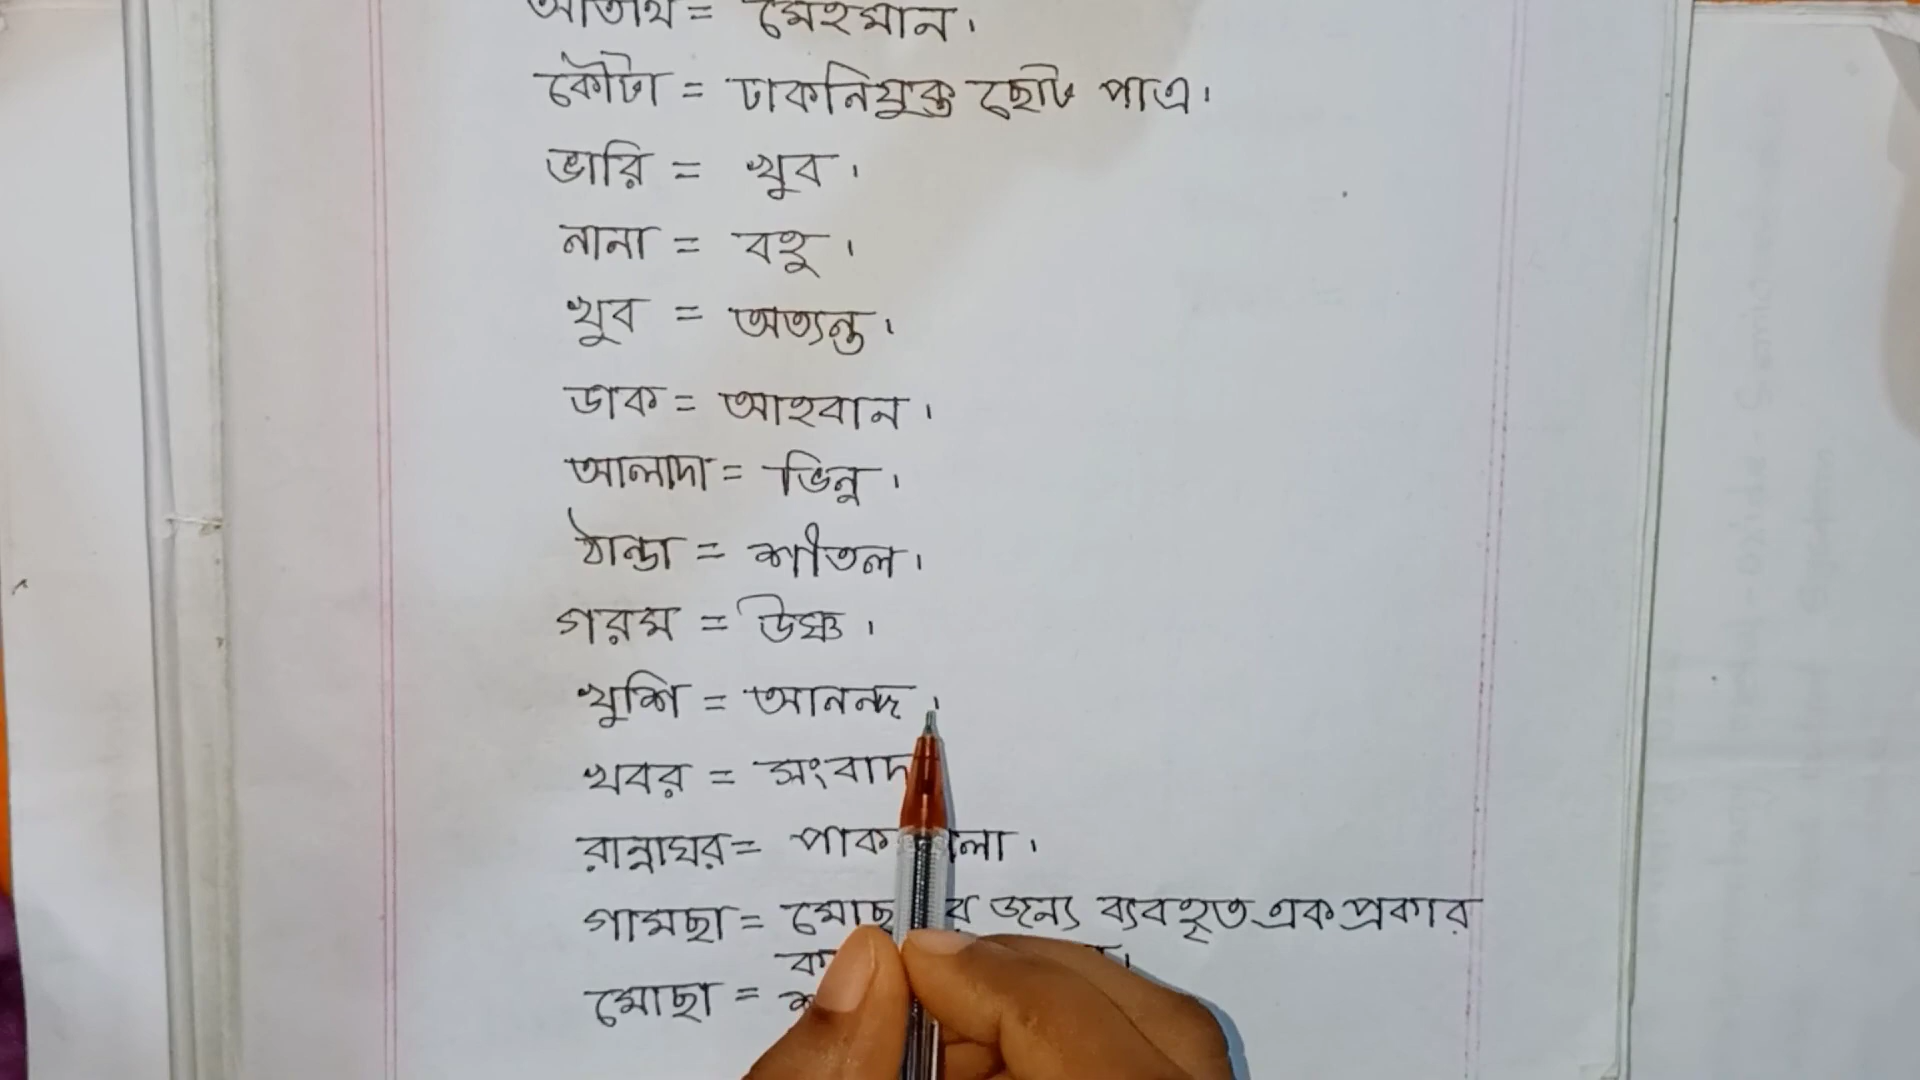 অতিথি = মেহমান।
কৌটা = ঢাকনিযুক্ত ছোট পাত্র।
ভারি = খুব।
নানা = বহু।
খুব = অত্যন্ত।
ডাক = আহবান।
আলাদা = ভিন্ন।
ঠান্ডা = শীতল।
গরম = উষ্ণ।
খুশি = আনন্দ।
খবর = সংবাদ
রান্নাঘর =
গামছা = জন্য ব্যবহৃত এক প্রকার
মোছা =